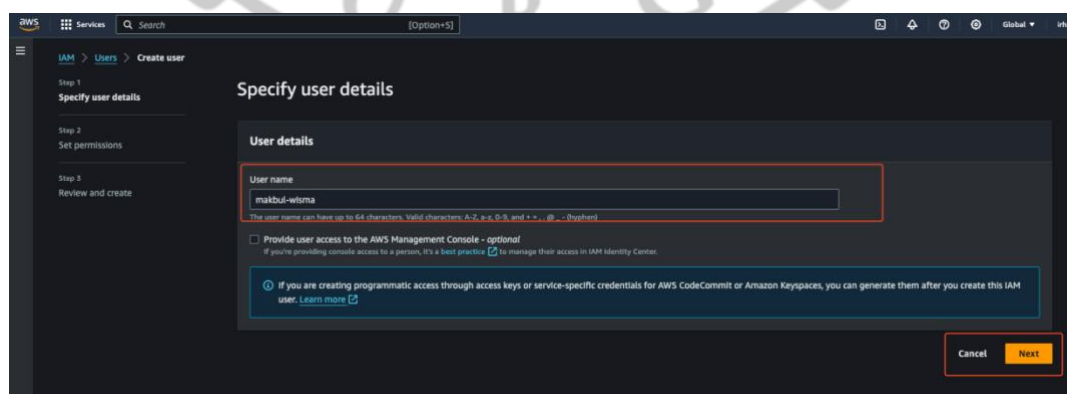 aws
Services
Search
[Option+S]
Global
IAM > Users > Create user
Step 1
Specify user details
Step 2
Set permissions
Step 3
Review and create
Specify user details
User details
User name
makbul-wisma
The user name can have up to 64 characters. Valid characters: A-Z, a-z, 0-9, and + = , . @ _ - (hyphen)
Provide user access to the AWS Management Console - optional
If you're providing console access to a person, it's a best practice to manage their access in IAM Identity Center.
If you are creating programmatic access through access keys or service-specific credentials for AWS CodeCommit or Amazon Keyspaces, you can generate them after you create this IAM
user. Learn more
Cancel
Next